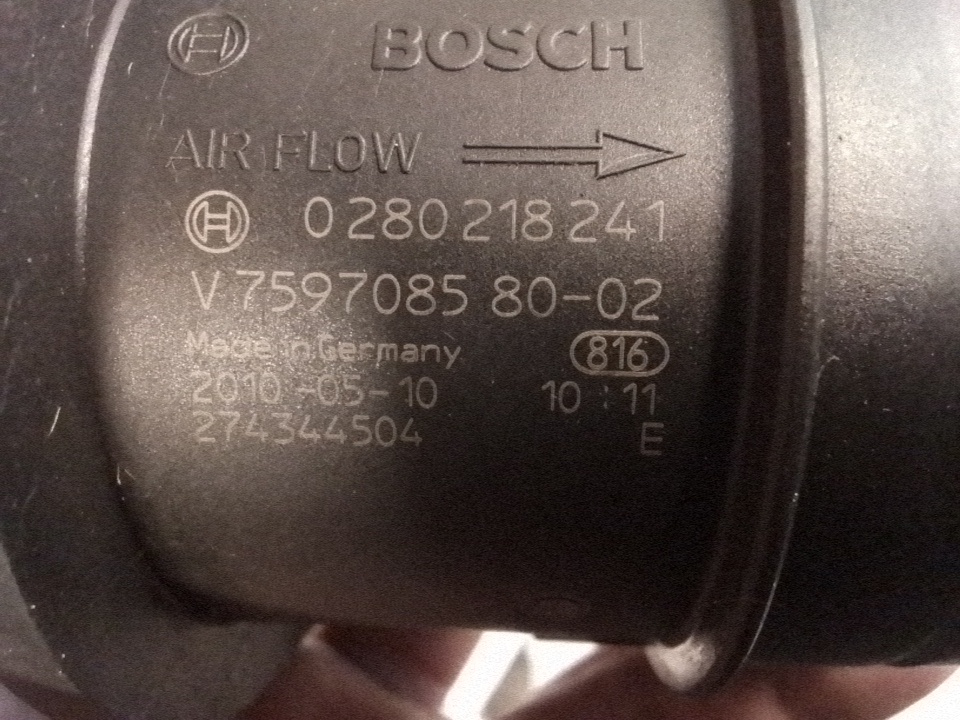 BOSCH
AIR FLOW
0 280 218 241
V 7597085 80-02
Made in Germany 816
2010-05-10 10:11
274344504 E